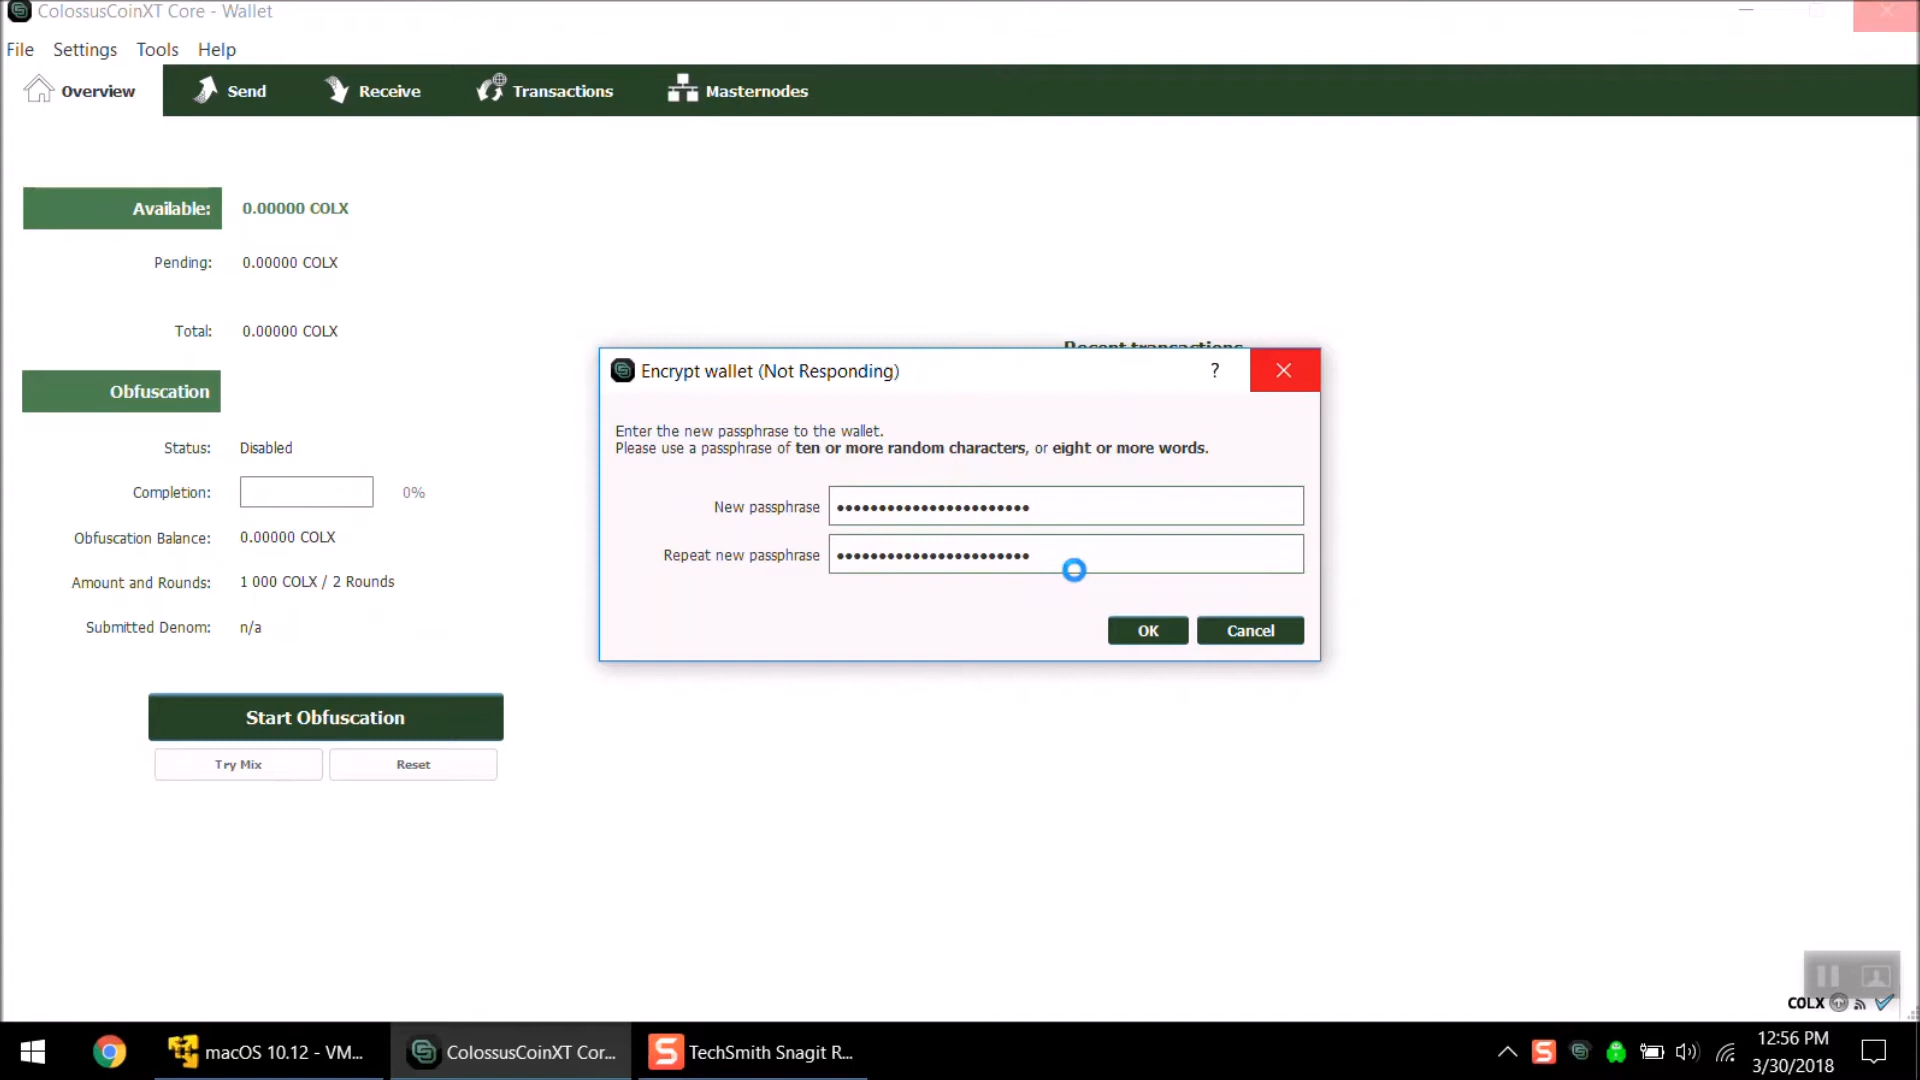 ColossusCoinXT Core - Wallet
File Settings Tools Help
Overview Send Receive Transactions Masternodes
Available: 0.00000 COLX
Pending: 0.00000 COLX
Total: 0.00000 COLX
Recent transactions
Obfuscation
Status: Disabled
Completion: 0%
Obfuscation Balance: 0.00000 COLX
Amount and Rounds: 1 000 COLX / 2 Rounds
Submitted Denom: n/a
Start Obfuscation
Try Mix Reset
Encrypt wallet (Not Responding) ?
Enter the new passphrase to the wallet.
Please use a passphrase of ten or more random characters, or eight or more words.
New passphrase
Repeat new passphrase
OK Cancel
COLX
macOS 10.12 - VM... ColossusCoinXT Cor... TechSmith Snagit R...
12:56 PM
3/30/2018